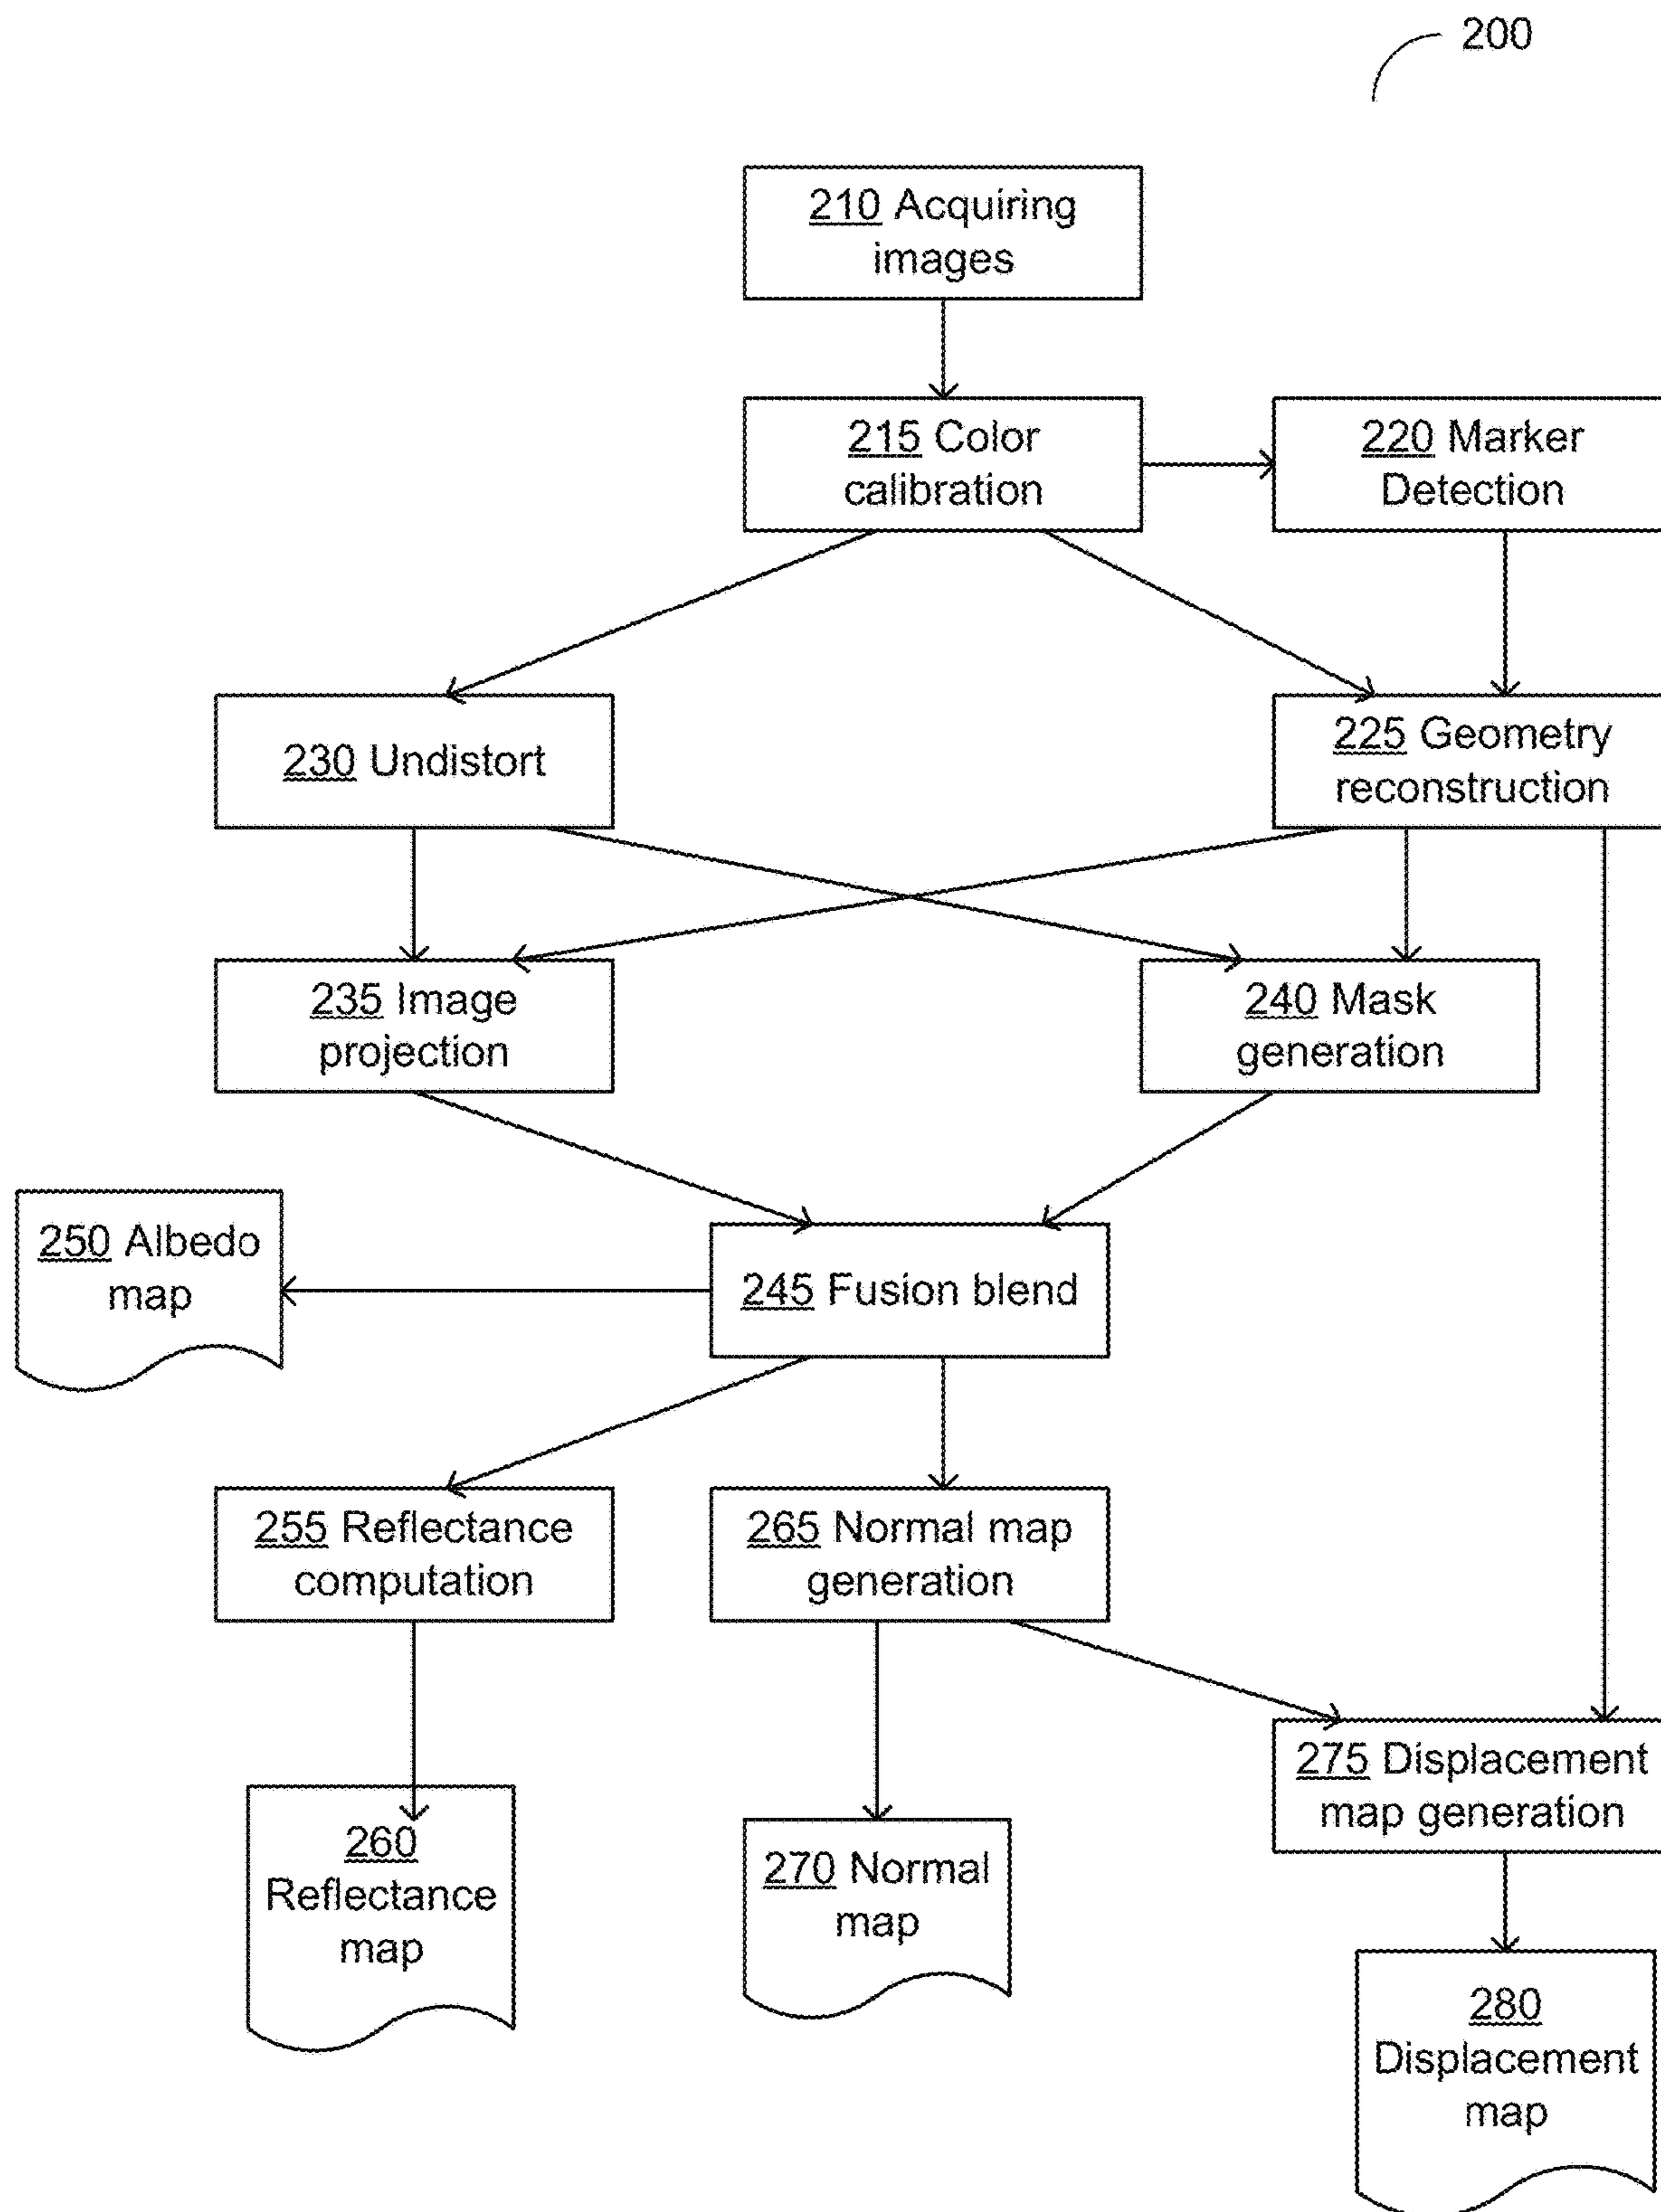 200
210 Acquiring
images
215 Color
calibration
220 Marker
Detection
230 Undistort
225 Geometry
reconstruction
235 Image
projection
240 Mask
generation
250 Albedo
map
245 Fusion blend
255 Reflectance
computation
265 Normal map
generation
275 Displacement
map generation
260
Reflectance
map
270 Normal
map
280
Displacement
map